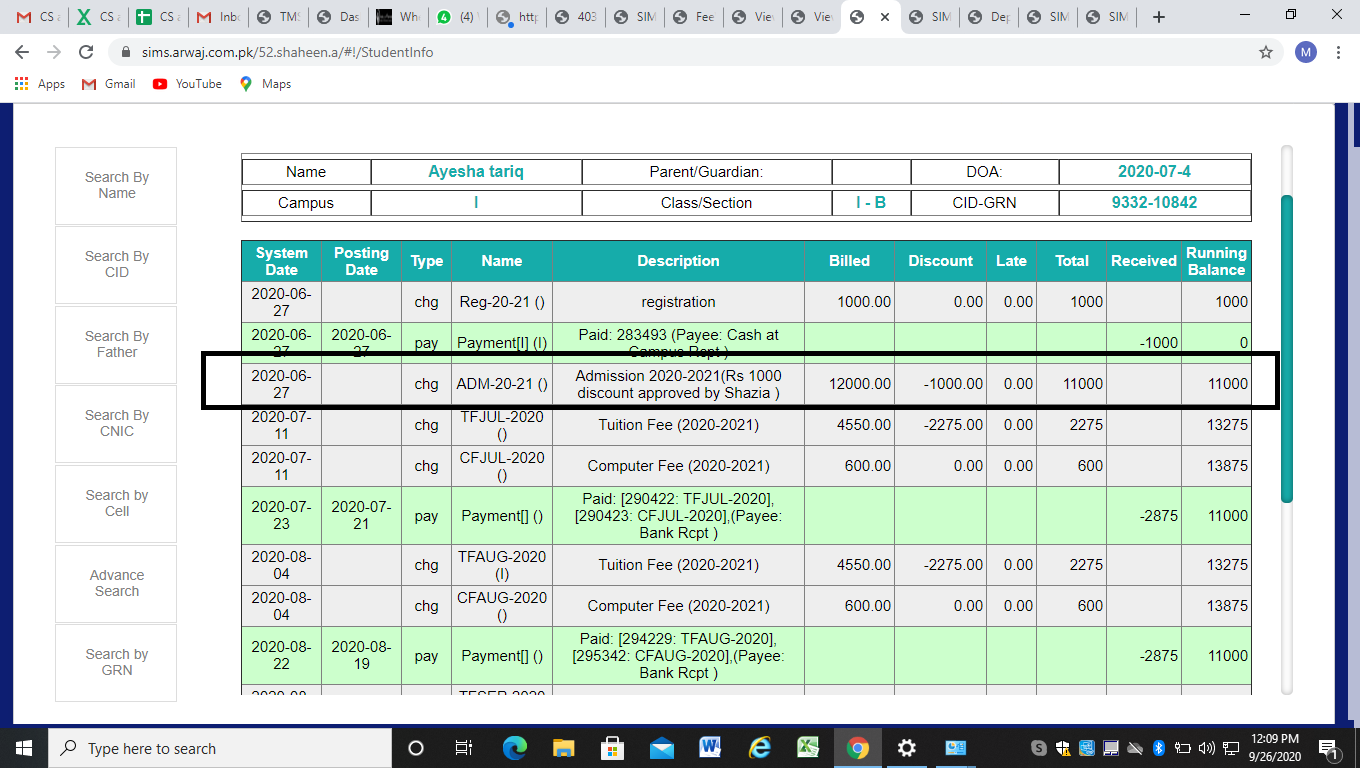 CS a CS a CS a Inb TMS Das Wh (4) http 403 SIM Fee Vie Vie SIM Dep SIM SIM
sims.arwaj.com.pk/52.shaheen.a/#!/StudentInfo M
Apps Gmail YouTube Maps
Search By
Name
Search By
CID
Search By
Father
Search By
CNIC
Search by
Cell
Advance
Search
Search by
GRN
Name Ayesha tariq Parent/Guardian: DOA: 2020-07-4
Campus I Class/Section I - B CID-GRN 9332-10842
System Date Posting Date Type Name Description Billed Discount Late Total Received Running Balance
2020-06-27 chg Reg-20-21 () registration 1000.00 0.00 0.00 1000 1000
2020-06-27 2020-06-27 pay Payment[I] (I) Paid: 283493 (Payee: Cash at Campus Rcpt ) -1000 0
2020-06-27 chg ADM-20-21 () Admission 2020-2021(Rs 1000 discount approved by Shazia ) 12000.00 -1000.00 0.00 11000 11000
2020-07-11 chg TFJUL-2020 () Tuition Fee (2020-2021) 4550.00 -2275.00 0.00 2275 13275
2020-07-11 chg CFJUL-2020 () Computer Fee (2020-2021) 600.00 0.00 0.00 600 13875
2020-07-23 2020-07-21 pay Payment[] () Paid: [290422: TFJUL-2020], [290423: CFJUL-2020],(Payee: Bank Rcpt ) -2875 11000
2020-08-04 chg TFAUG-2020 (I) Tuition Fee (2020-2021) 4550.00 -2275.00 0.00 2275 13275
2020-08-04 chg CFAUG-2020 () Computer Fee (2020-2021) 600.00 0.00 0.00 600 13875
2020-08-22 2020-08-19 pay Payment[] () Paid: [294229: TFAUG-2020], [295342: CFAUG-2020],(Payee: Bank Rcpt ) -2875 11000
Type here to search
12:09 PM
9/26/2020
1